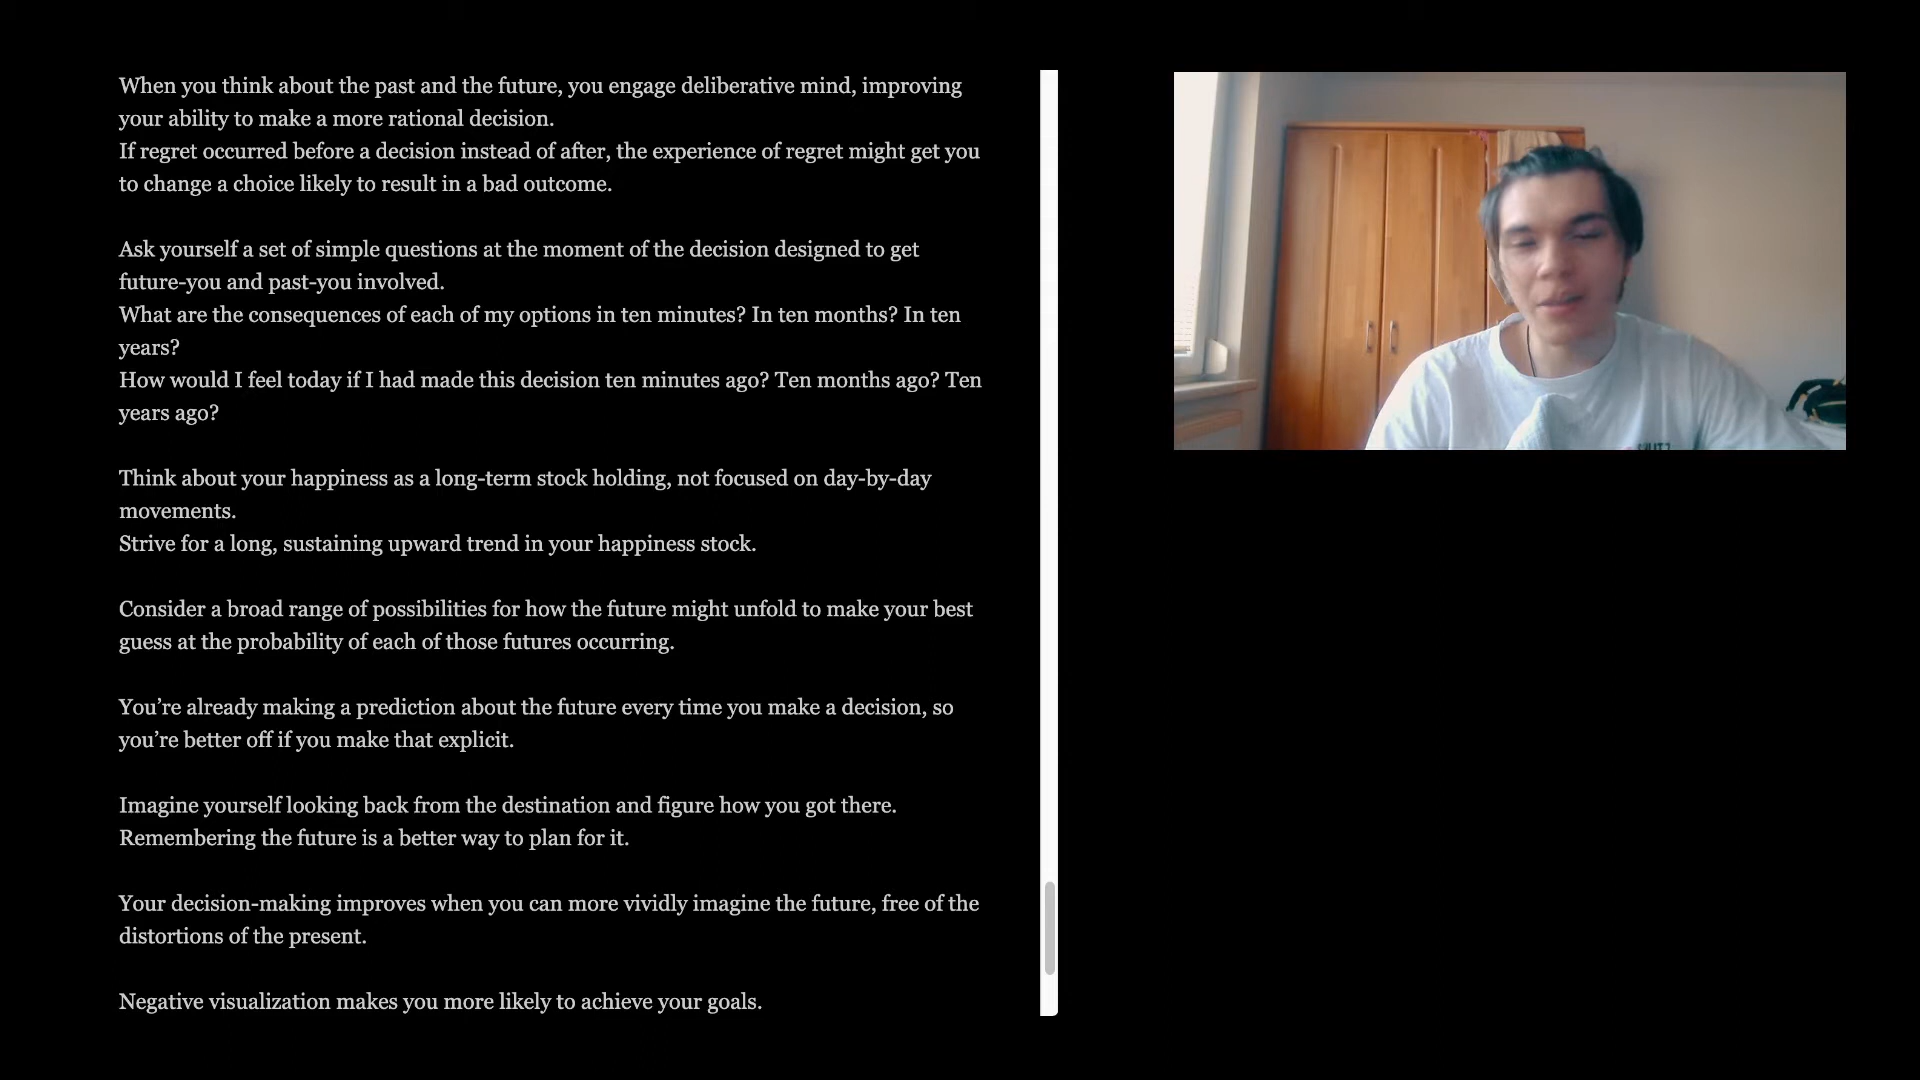 When you think about the past and the future, you engage deliberative mind, improving
your ability to make a more rational decision.
If regret occurred before a decision instead of after, the experience of regret might get you
to change a choice likely to result in a bad outcome.
Ask yourself a set of simple questions at the moment of the decision designed to get
future-you and past-you involved.
What are the consequences of each of my options in ten minutes? In ten months? In ten
years?
How would I feel today if I had made this decision ten minutes ago? Ten months ago? Ten
years ago?
Think about your happiness as a long-term stock holding, not focused on day-by-day
movements.
Strive for a long, sustaining upward trend in your happiness stock.
Consider a broad range of possibilities for how the future might unfold to make your best
guess at the probability of each of those futures occurring.
You’re already making a prediction about the future every time you make a decision, so
you’re better off if you make that explicit.
Imagine yourself looking back from the destination and figure how you got there.
Remembering the future is a better way to plan for it.
Your decision-making improves when you can more vividly imagine the future, free of the
distortions of the present.
Negative visualization makes you more likely to achieve your goals.